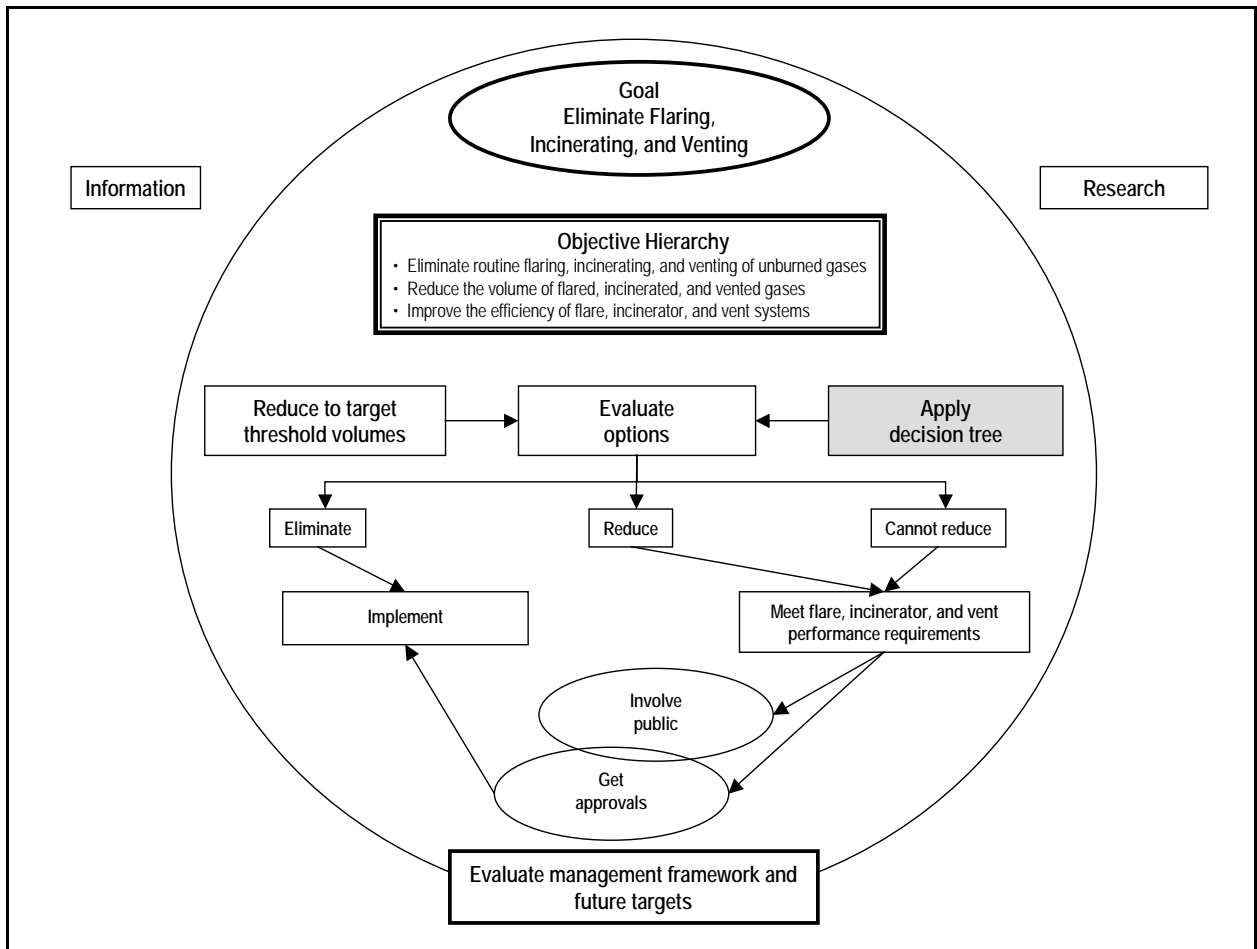 Goal
Eliminate Flaring,
Incinerating, and Venting
Information
Research
Objective Hierarchy
• Eliminate routine flaring, incinerating, and venting of unburned gases
• Reduce the volume of flared, incinerated, and vented gases
• Improve the efficiency of flare, incinerator, and vent systems
Reduce to target
threshold volumes
Evaluate
options
Apply
decision tree
Eliminate
Reduce
Cannot reduce
Implement
Meet flare, incinerator, and vent
performance requirements
Involve
public
Get
approvals
Evaluate management framework and
future targets